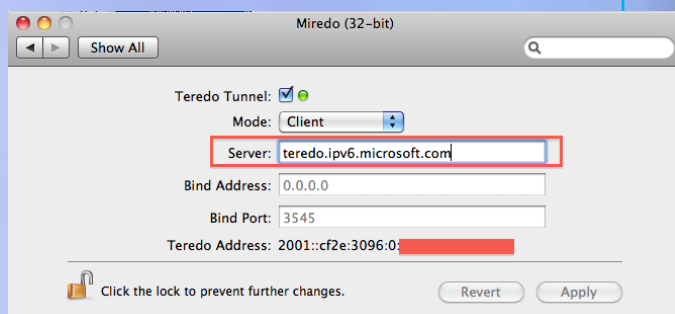 Miredo (32-bit)
Show All
Teredo Tunnel:
Mode: Client
Server: teredo.ipv6.microsoft.com
Bind Address: 0.0.0.0
Bind Port: 3545
Teredo Address: 2001::cf2e:3096:0:
Click the lock to prevent further changes.
Revert Apply